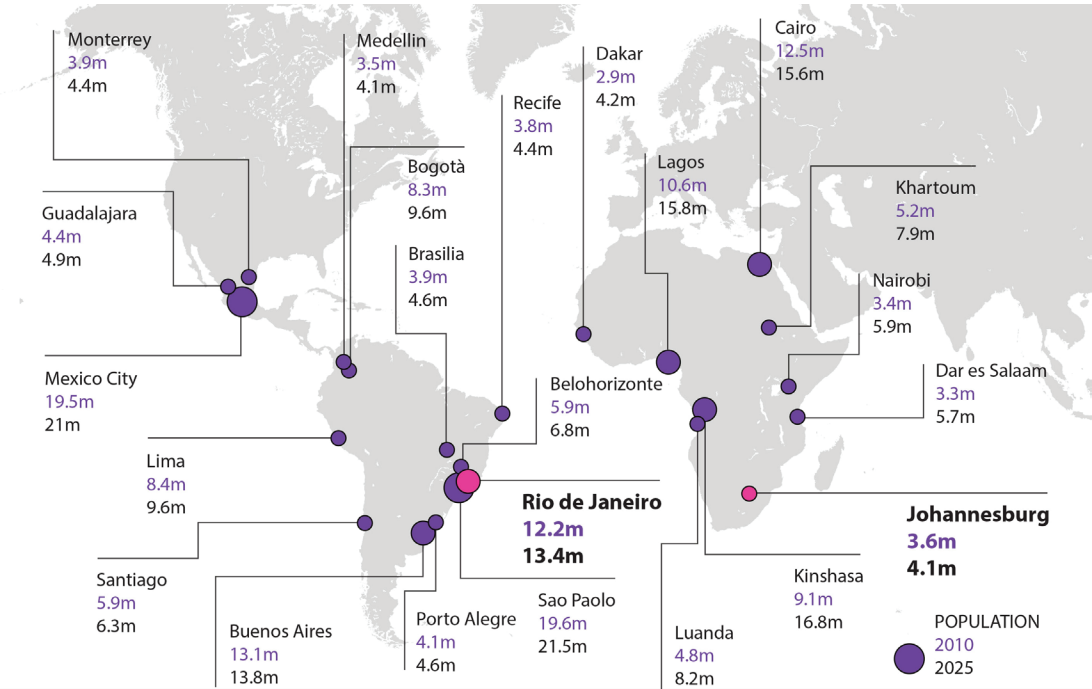 Monterrey
3.9m
4.4m
Medellin
3.5m
4.1m
Dakar
2.9m
4.2m
Cairo
12.5m
15.6m
Recife
3.8m
4.4m
Bogotà
8.3m
9.6m
Lagos
10.6m
15.8m
Khartoum
5.2m
7.9m
Guadalajara
4.4m
4.9m
Brasilia
3.9m
4.6m
Nairobi
3.4m
5.9m
Mexico City
19.5m
21m
Belohorizonte
5.9m
6.8m
Dar es Salaam
3.3m
5.7m
Lima
8.4m
9.6m
Rio de Janeiro
12.2m
13.4m
Johannesburg
3.6m
4.1m
Santiago
5.9m
6.3m
Kinshasa
9.1m
16.8m
Sao Paolo
19.6m
21.5m
Buenos Aires
13.1m
13.8m
Porto Alegre
4.1m
4.6m
Luanda
4.8m
8.2m
POPULATION
2010
2025